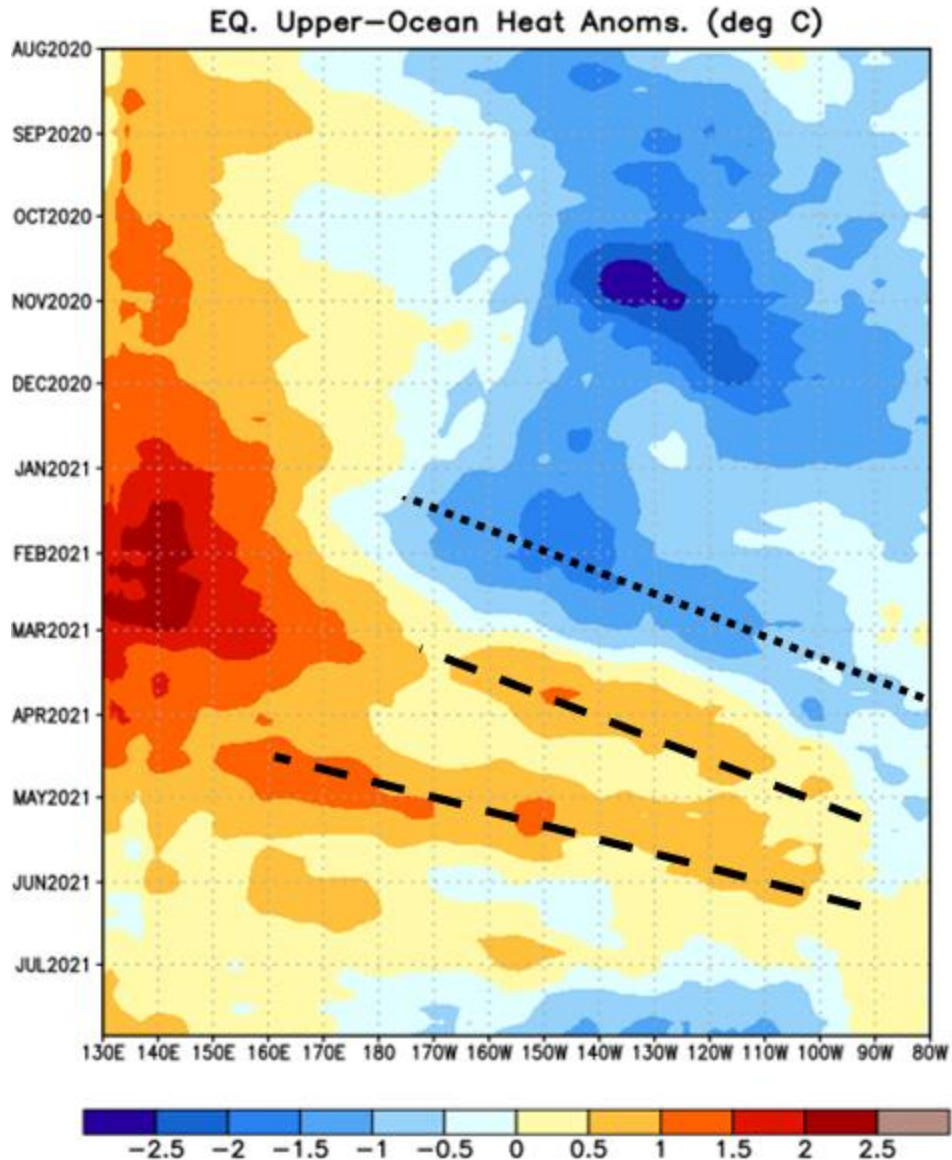 EQ. Upper-Ocean Heat Anoms. (deg C)
AUG2020
SEP2020
OCT2020
NOV2020
DEC2020
JAN2021
FEB2021
MAR2021
APR2021
MAY2021
JUN2021
JUL2021
130E 140E 150E 160E 170E 180 170W 160W 150W 140W 130W 120W 110W 100W 90W 80W
-2.5 -2 -1.5 -1 -0.5 0 0.5 1 1.5 2 2.5